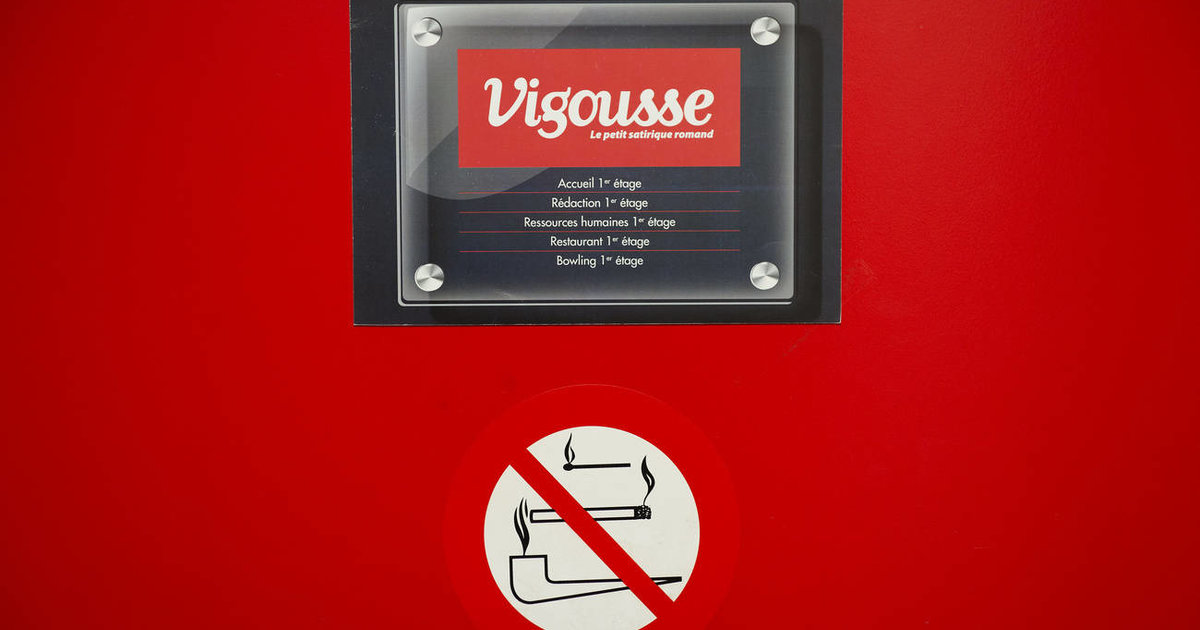 Vigousse
Le petit satirique romand
Accueil 1er étage
Rédaction 1er étage
Ressources humaines 1er étage
Restaurant 1er étage
Bowling 1er étage